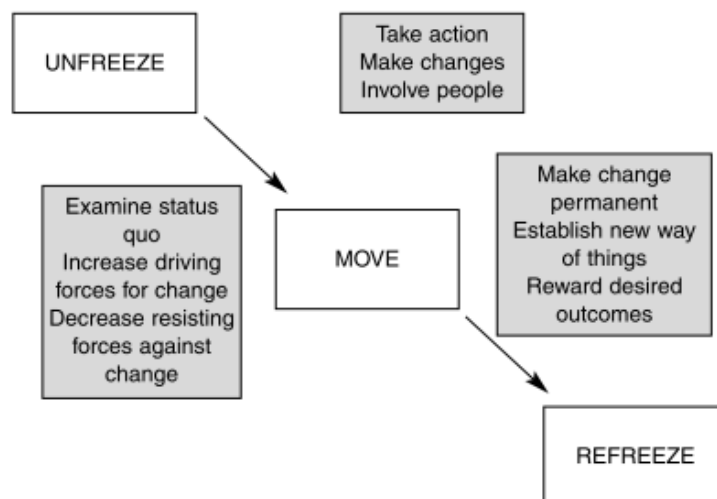 UNFREEZE
Take action
Make changes
Involve people
Examine status
quo
Increase driving
forces for change
Decrease resisting
forces against
change
MOVE
Make change
permanent
Establish new way
of things
Reward desired
outcomes
REFREEZE